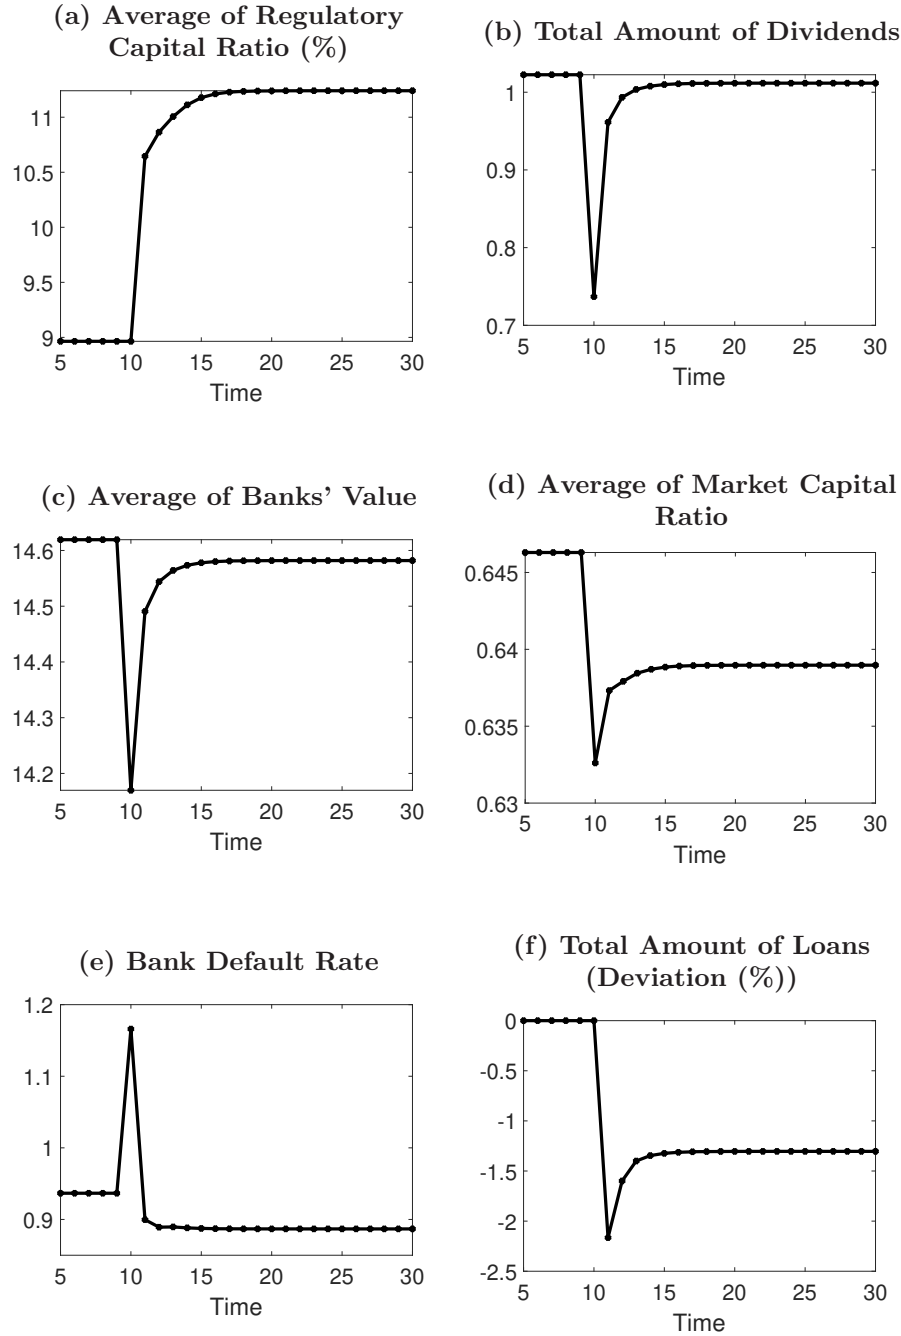 (a) Average of Regulatory
Capital Ratio (%)
11
10.5
10
9.5
9
5 10 15 20 25 30
Time
(b) Total Amount of Dividends
1
0.9
0.8
0.7
5 10 15 20 25 30
Time
(c) Average of Banks' Value
14.6
14.5
14.4
14.3
14.2
5 10 15 20 25 30
Time
(d) Average of Market Capital
Ratio
0.645
0.64
0.635
0.63
5 10 15 20 25 30
Time
(e) Bank Default Rate
1.2
1.1
1
0.9
5 10 15 20 25 30
Time
(f) Total Amount of Loans
(Deviation (%))
0
-0.5
-1
-1.5
-2
-2.5
5 10 15 20 25 30
Time